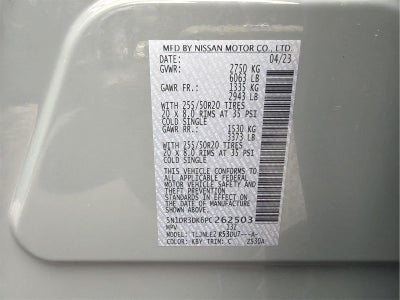 MFD BY NISSAN MOTOR CO., LTD.
DATE: 04/23
GVWR: 2750 KG
6063 LB
GAWR FR.: 1335 KG
2943 LB
WITH 255/50R20 TIRES
20 x 8.0 RIMS AT 35 PSI
COLD SINGLE
GAWR RR.: 1530 KG
3373 LB
WITH 255/50R20 TIRES
20 x 8.0 RIMS AT 35 PSI
COLD SINGLE
THIS VEHICLE CONFORMS TO
ALL APPLICABLE FEDERAL
MOTOR VEHICLE SAFETY
STANDARDS IN EFFECT ON THE
DATE OF MANUFACTURE
SHOWN ABOVE
5N1DR3DK6PC262503
MPV
MODEL:
COLOR: KBY TRIM: C